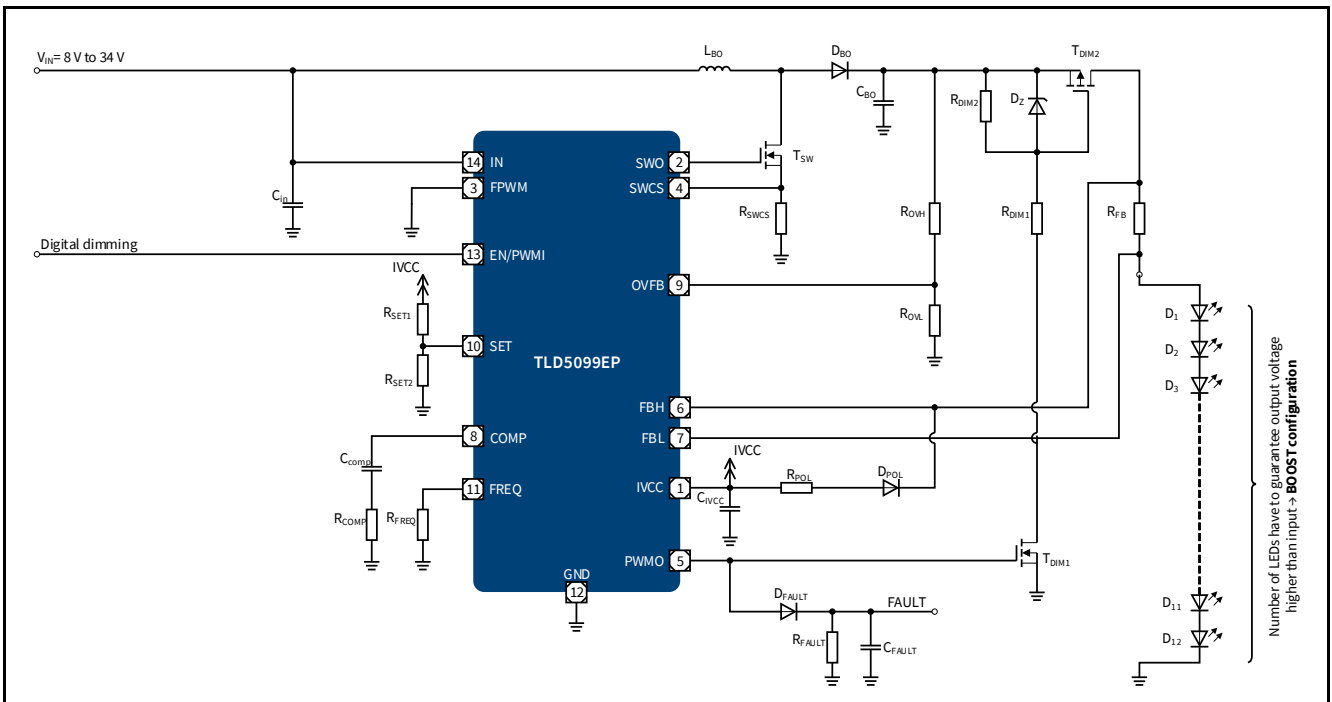 V_IN= 8 V to 34 V
L_BO
D_BO
T_DIM2
C_BO
R_DIM2
D_Z
14 IN
SWO 2
T_SW
3 FPWM
SWCS 4
C_in
R_SWCS
R_OVH
R_DIM1
R_FB
Digital dimming
13 EN/PWMI
IVCC
OVFB 9
R_SET1
R_OVL
D_1
10 SET
D_2
TLD5099EP
R_SET2
D_3
FBH 6
8 COMP
FBL 7
C_comp
IVCC
R_POL
D_POL
11 FREQ
IVCC 1
C_IVCC
R_COMP
R_FREQ
PWMO 5
T_DIM1
GND
12
D_FAULT
FAULT
D_11
R_FAULT
C_FAULT
D_12
Number of LEDs have to guarantee output voltage
higher than input → BOOST configuration